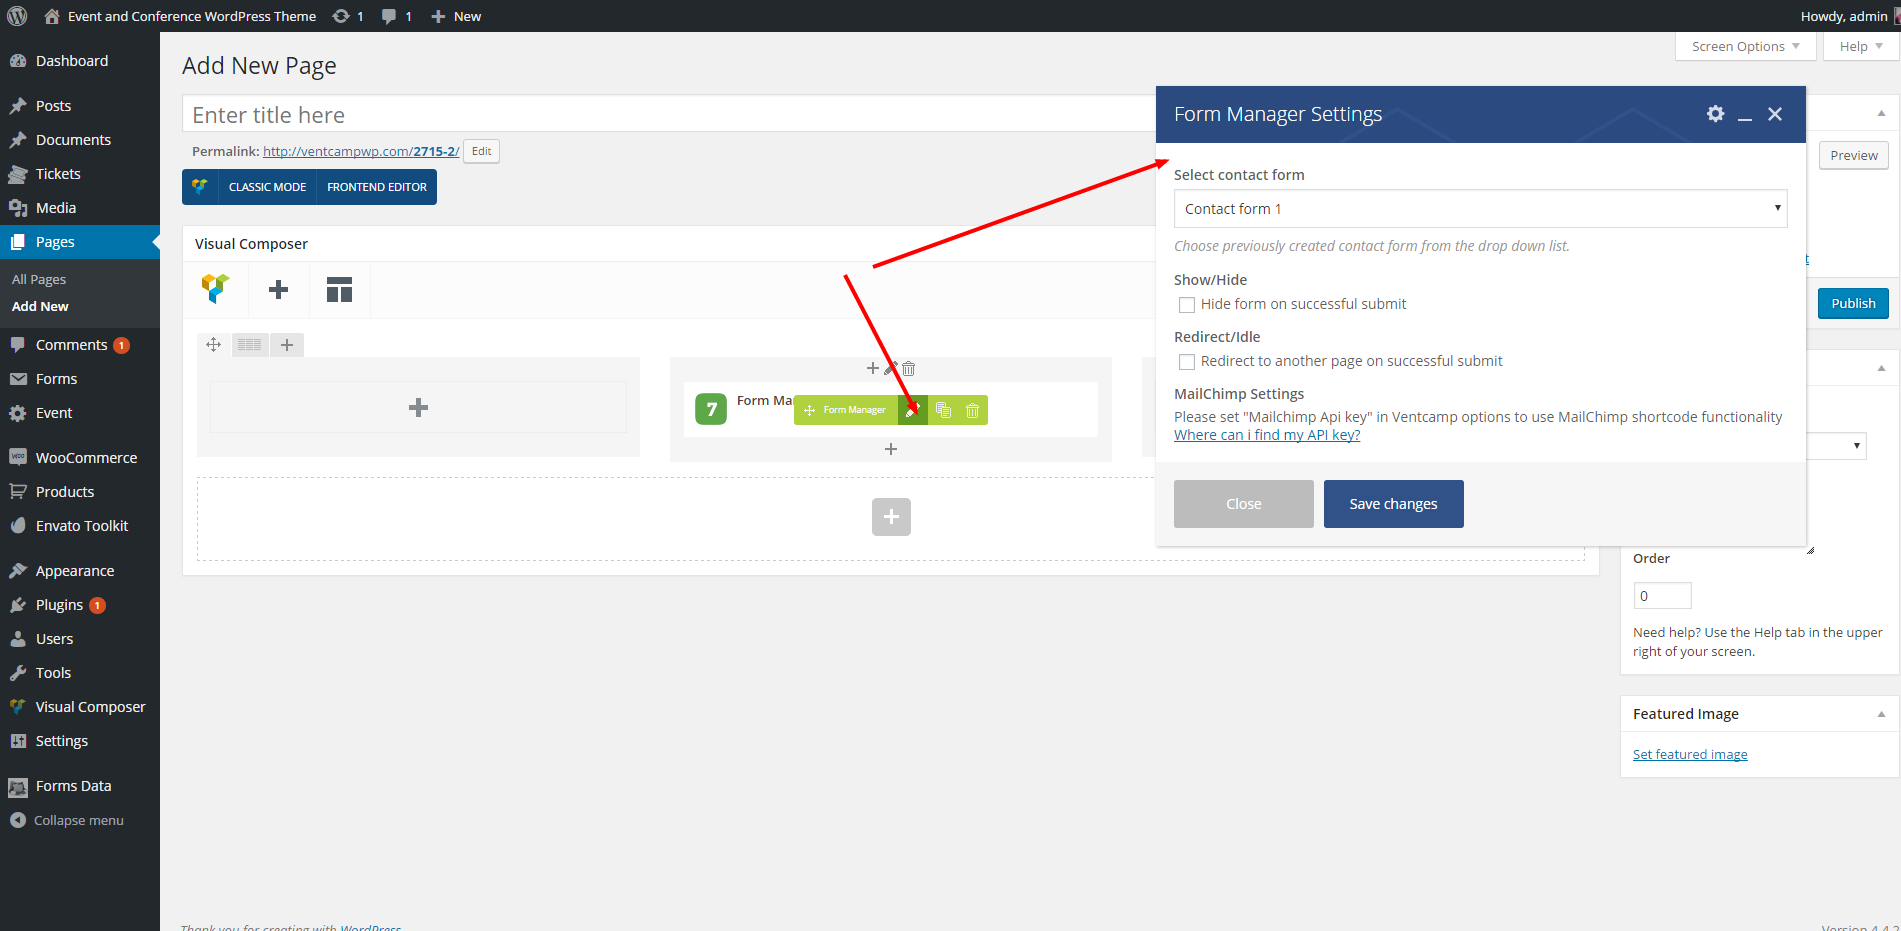 Event and Conference WordPress Theme 1 1 New
Howdy, admin
Dashboard
Posts
Documents
Tickets
Media
Pages
All Pages
Add New
Comments 1
Forms
Event
WooCommerce
Products
Envato Toolkit
Appearance
Plugins 1
Users
Tools
Visual Composer
Settings
Forms Data
Collapse menu
Screen Options
Help
Add New Page
Enter title here
Permalink: http://ventcampwp.com/2715-2/ Edit
CLASSIC MODE FRONTEND EDITOR
Visual Composer
7 Form Ma
Form Manager
Form Manager Settings
Select contact form
Contact form 1
Choose previously created contact form from the drop down list.
Show/Hide
Hide form on successful submit
Redirect/Idle
Redirect to another page on successful submit
MailChimp Settings
Please set "Mailchimp Api key" in Ventcamp options to use MailChimp shortcode functionality
Where can i find my API key?
Close Save changes
Preview
Publish
Order
0
Need help? Use the Help tab in the upper
right of your screen.
Featured Image
Set featured image
Thank you for creating with WordPress
Version 4.4.2